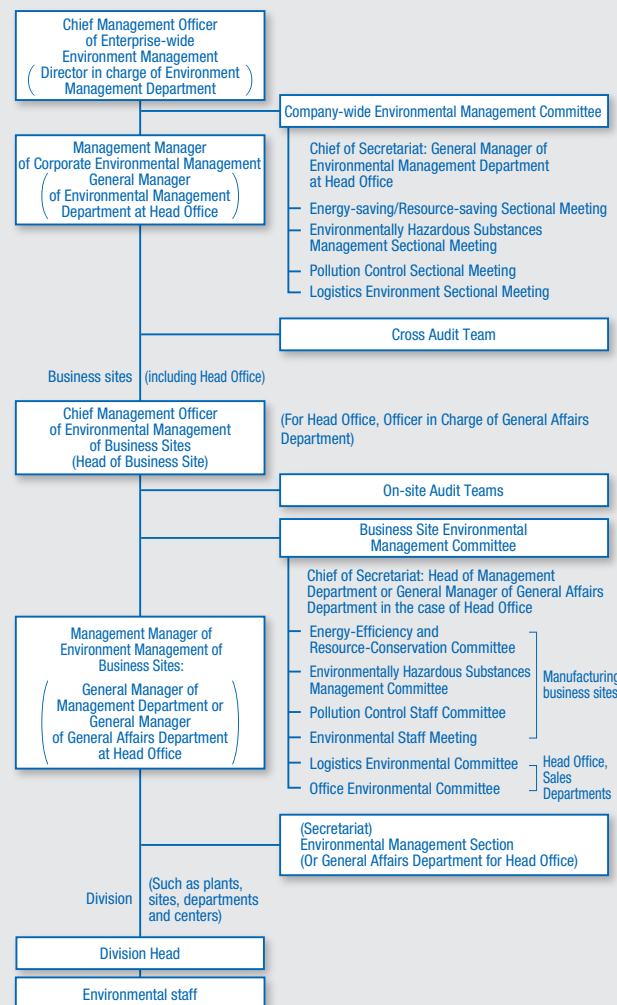 Chief Management Officer
of Enterprise-wide
Environment Management
(Director in charge of Environment
Management Department)
Company-wide Environmental Management Committee
Management Manager
of Corporate Environmental Management
(General Manager
of Environmental Management
Department at Head Office)
Chief of Secretariat: General Manager of
Environmental Management Department
at Head Office
Energy-saving/Resource-saving Sectional Meeting
Environmentally Hazardous Substances
Management Sectional Meeting
Pollution Control Sectional Meeting
Logistics Environment Sectional Meeting
Cross Audit Team
Business sites (including Head Office)
Chief Management Officer
of Environmental Management
of Business Sites
(Head of Business Site)
(For Head Office, Officer in Charge of General Affairs
Department)
On-site Audit Teams
Business Site Environmental
Management Committee
Chief of Secretariat: Head of Management
Department or General Manager of General Affairs
Department in the case of Head Office
Energy-Efficiency and
Resource-Conservation Committee
Environmentally Hazardous Substances
Management Committee
Pollution Control Staff Committee
Environmental Staff Meeting
Manufacturing
business sites
Logistics Environmental Committee
Office Environmental Committee
Head Office,
Sales
Departments
Management Manager of
Environment Management of
Business Sites:
(General Manager of
Management Department or
General Manager
of General Affairs Department
at Head Office)
(Secretariat)
Environmental Management Section
(Or General Affairs Department for Head Office)
Division
(Such as plants,
sites, departments
and centers)
Division Head
Environmental staff